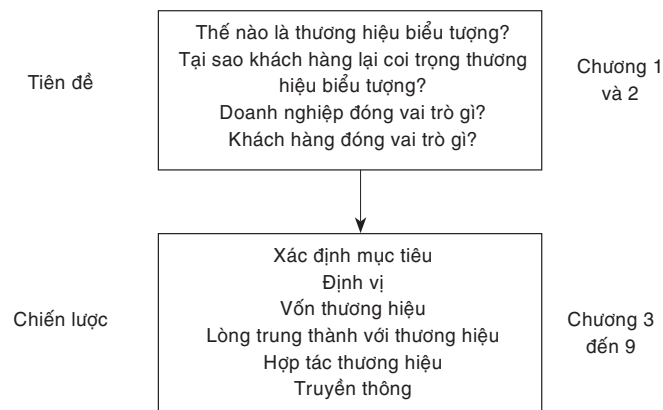 Thế nào là thương hiệu biểu tượng?
Tại sao khách hàng lại coi trọng thương
hiệu biểu tượng?
Doanh nghiệp đóng vai trò gì?
Khách hàng đóng vai trò gì?
Tiên đề
Chương 1
và 2
Xác định mục tiêu
Định vị
Vốn thương hiệu
Lòng trung thành với thương hiệu
Hợp tác thương hiệu
Truyền thông
Chiến lược
Chương 3
đến 9